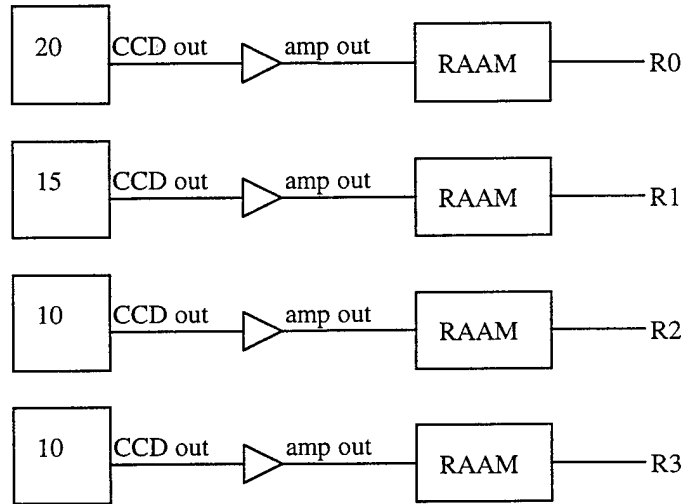 20 CCD out amp out RAAM R0
15 CCD out amp out RAAM R1
10 CCD out amp out RAAM R2
10 CCD out amp out RAAM R3